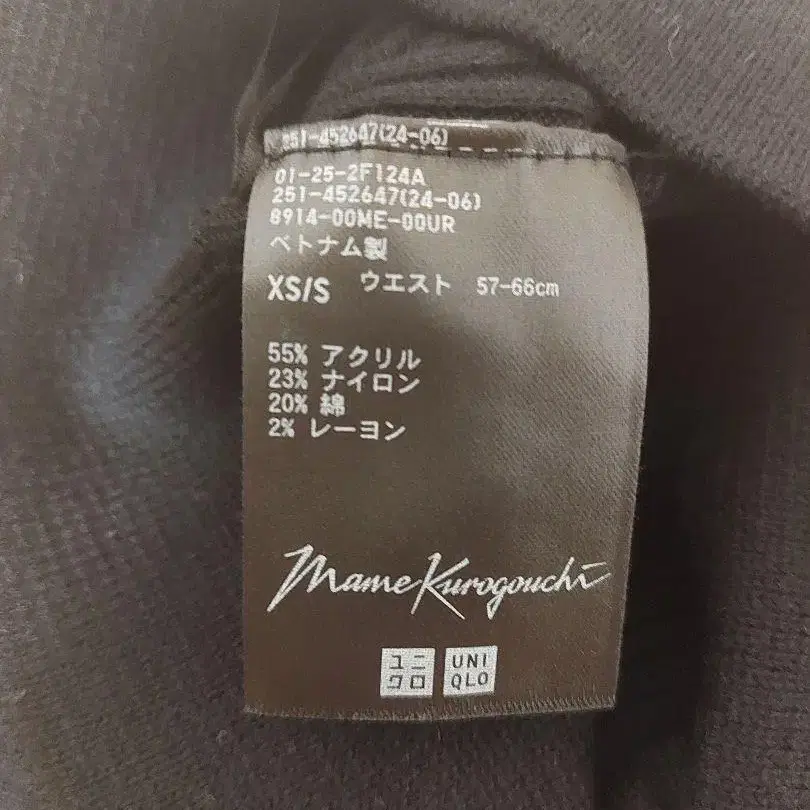 851-452647(24-06)
01-25-2F124A
251-452647(24-06)
8914-00ME-00UR
ベトナム製
XS/S ウエスト 57-66cm
55% アクリル
23% ナイロン
20% 綿
2% レーヨン
Mame Kurogouchi
ユニ UNI
クロ QLO